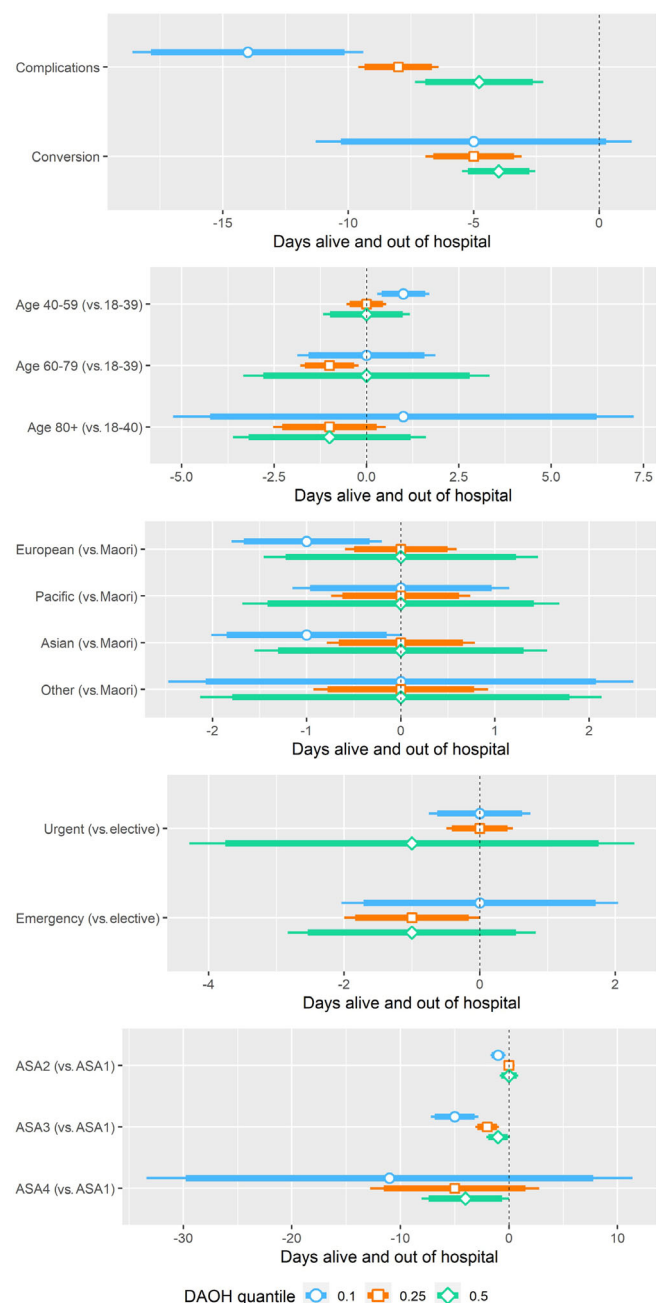 Complications
Conversion
-15 -10 -5 0
Days alive and out of hospital
Age 40-59 (vs. 18-39)
Age 60-79 (vs. 18-39)
Age 80+ (vs. 18-40)
-5.0 -2.5 0.0 2.5 5.0 7.5
Days alive and out of hospital
European (vs. Maori)
Pacific (vs. Maori)
Asian (vs. Maori)
Other (vs. Maori)
-2 -1 0 1 2
Days alive and out of hospital
Urgent (vs. elective)
Emergency (vs. elective)
-4 -2 0 2
Days alive and out of hospital
ASA2 (vs. ASA1)
ASA3 (vs. ASA1)
ASA4 (vs. ASA1)
-30 -20 -10 0 10
Days alive and out of hospital
DAOH quantile 0.1 0.25 0.5